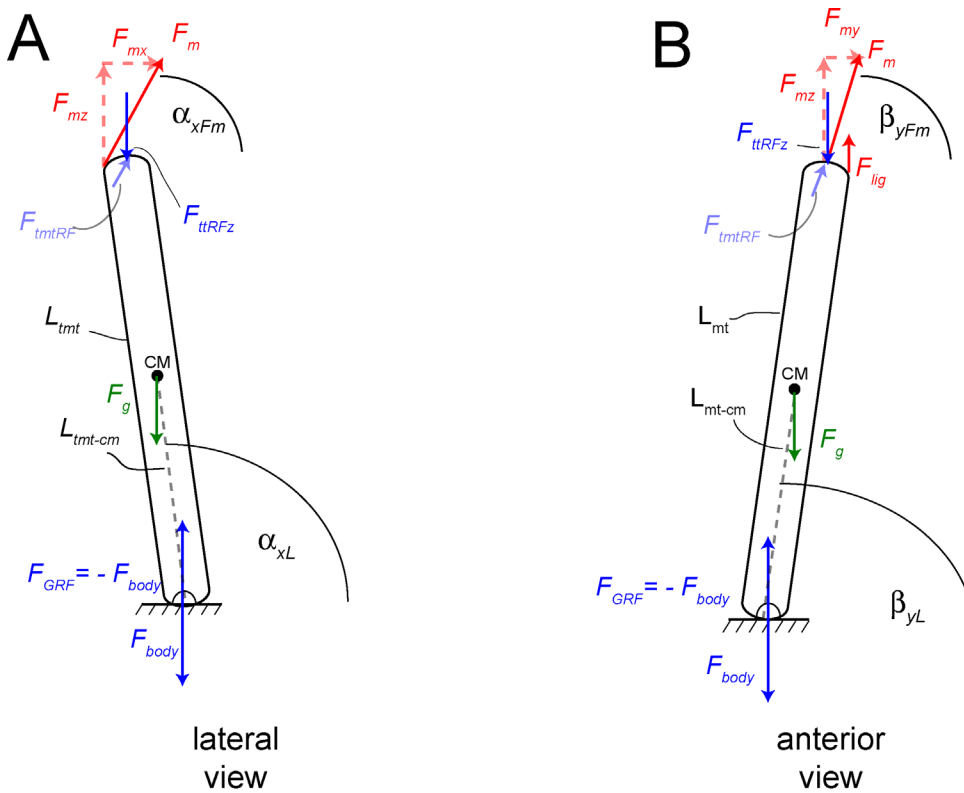 A
F_mx
F_m
F_mz
α_xFm
F_tmtRF
F_ttRFz
L_tmt
CM
F_g
L_tmt-cm
α_xL
F_GRF = - F_body
F_body
lateral
view
B
F_my
F_m
F_mz
β_yFm
F_ttRFz
F_lig
F_tmtRF
L_mt
CM
L_mt-cm
F_g
F_GRF = - F_body
β_yL
F_body
anterior
view